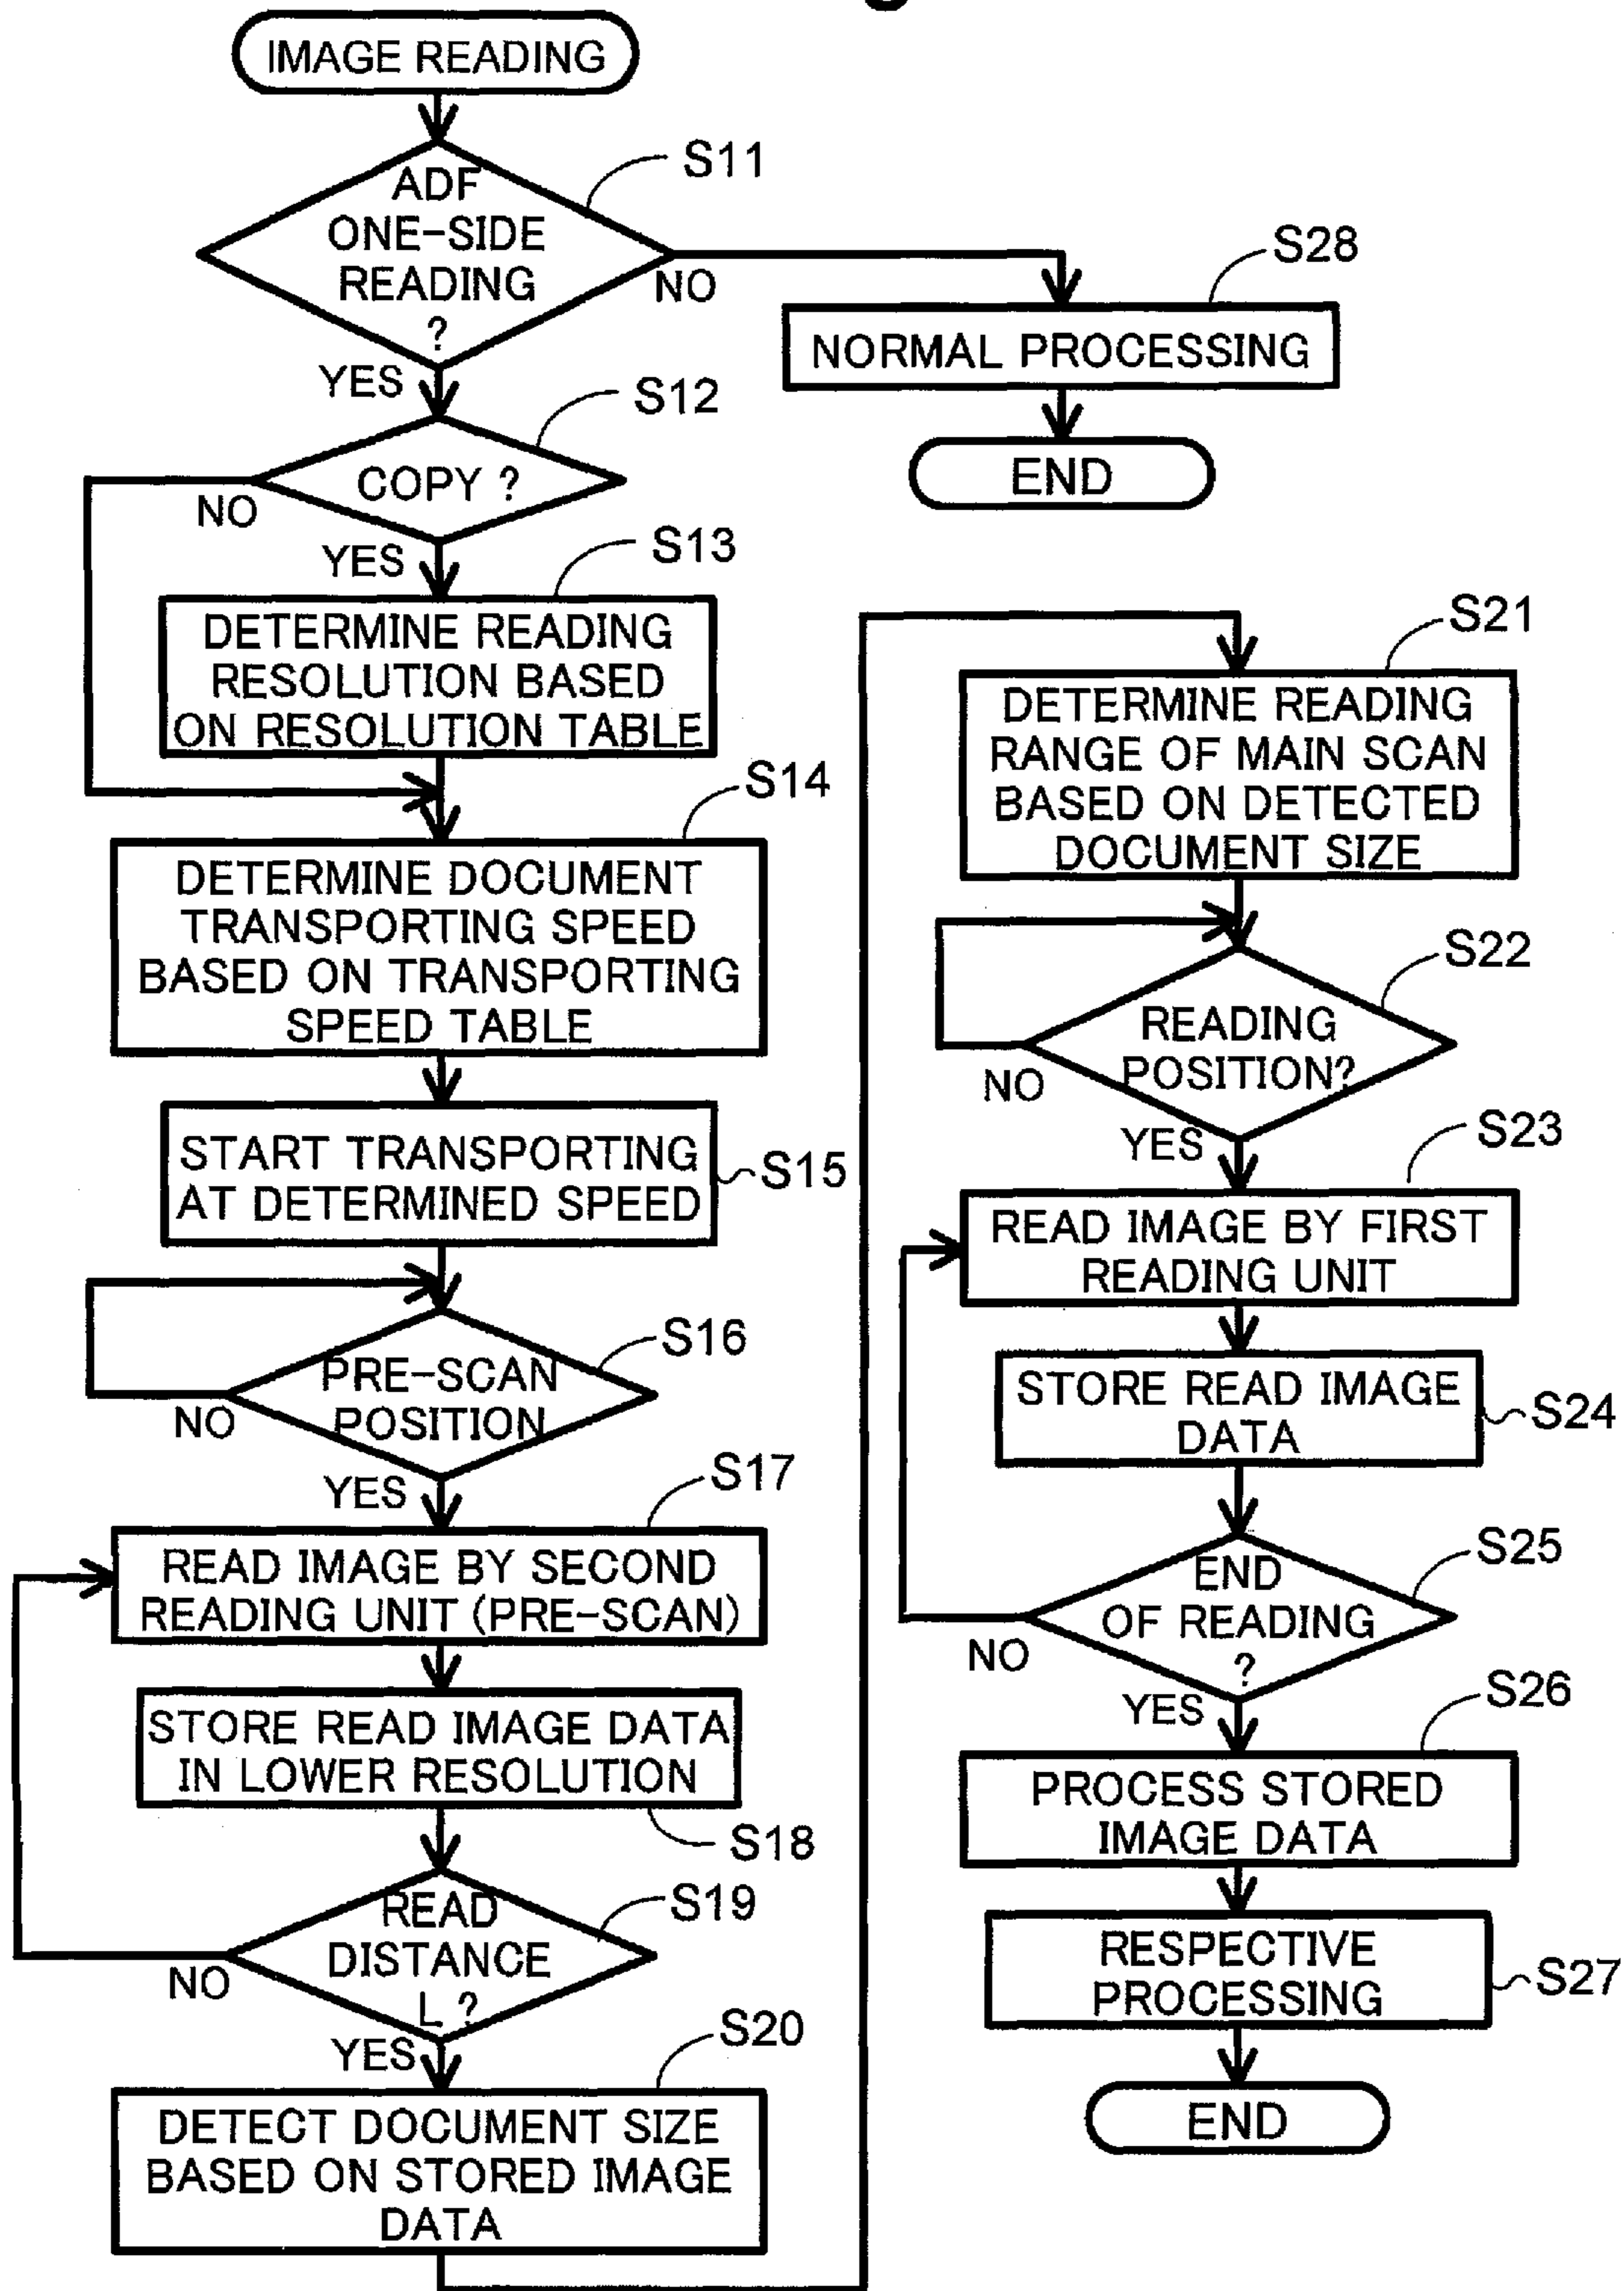 IMAGE READING
S11
ADF
ONE-SIDE
READING
?
NO
YES
S28
NORMAL PROCESSING
END
S12
COPY ?
NO
YES
S13
DETERMINE READING
RESOLUTION BASED
ON RESOLUTION TABLE
S14
DETERMINE DOCUMENT
TRANSPORTING SPEED
BASED ON TRANSPORTING
SPEED TABLE
START TRANSPORTING
AT DETERMINED SPEED
S15
S16
PRE-SCAN
POSITION
NO
YES
S17
READ IMAGE BY SECOND
READING UNIT (PRE-SCAN)
STORE READ IMAGE DATA
IN LOWER RESOLUTION
S18
S19
READ
DISTANCE
L ?
NO
YES
S20
DETECT DOCUMENT SIZE
BASED ON STORED IMAGE
DATA
S21
DETERMINE READING
RANGE OF MAIN SCAN
BASED ON DETECTED
DOCUMENT SIZE
S22
READING
POSITION?
NO
YES
S23
READ IMAGE BY FIRST
READING UNIT
STORE READ IMAGE
DATA
S24
S25
END
OF READING
?
NO
YES
S26
PROCESS STORED
IMAGE DATA
RESPECTIVE
PROCESSING
S27
END